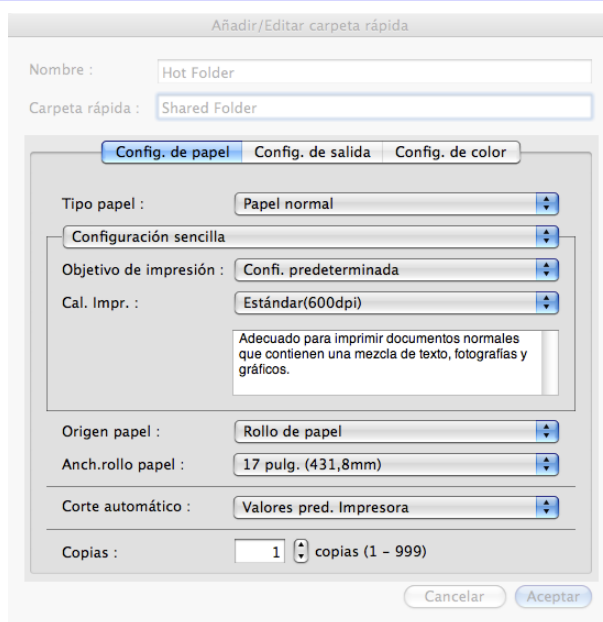 Añadir/Editar carpeta rápida
Nombre : Hot Folder
Carpeta rápida : Shared Folder
Config. de papel Config. de salida Config. de color
Tipo papel : Papel normal
Configuración sencilla
Objetivo de impresión : Confi. predeterminada
Cal. Impr. : Estándar(600dpi)
Adecuado para imprimir documentos normales
que contienen una mezcla de texto, fotografías y
gráficos.
Origen papel : Rollo de papel
Anch.rollo papel : 17 pulg. (431,8mm)
Corte automático : Valores pred. Impresora
Copias : 1 copias (1 – 999)
Cancelar Aceptar